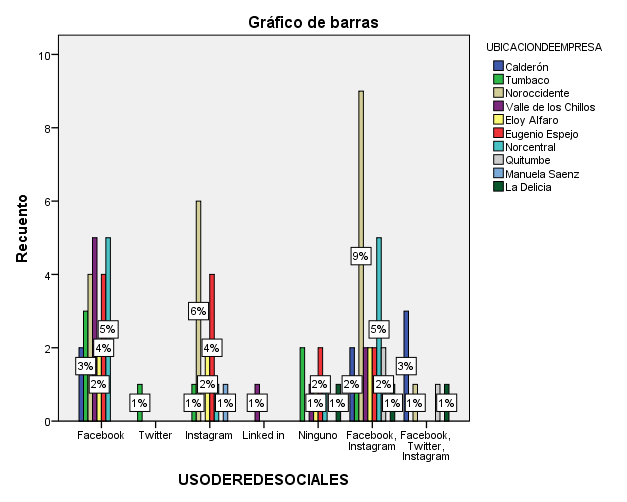 Gráfico de barras
UBICACIONDEEMPRESA
Calderón
Tumbaco
Noroccidente
Valle de los Chillos
Eloy Alfaro
Eugenio Espejo
Norcentral
Quitumbe
Manuela Saenz
La Delicia
Recuento
10
8
6
4
2
0
9%
6%
5%
5%
4%
4%
3%
3%
2%
2%
2%
2%
2%
1%
1%
1%
1%
1%
1%
1%
1%
1%
Facebook
Twitter
Instagram
Linked in
Ninguno
Facebook,
Instagram
Facebook,
Twitter,
Instagram
USODEREDESOCIALES